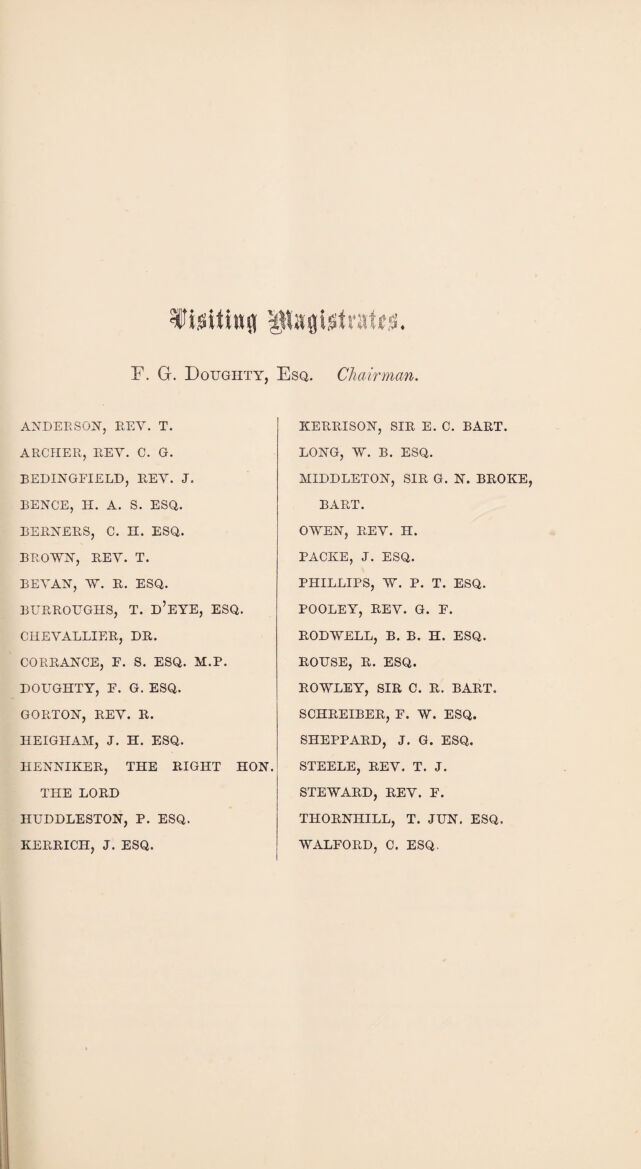 Visiting Magistrates.
F. G. DOUGHTY, ESQ. Chairman.
ANDERSON, REV. T.
ARCHER, REV. C. G.
BEDINGFIELD, REV. J.
BENCE, H. A. S. ESQ.
BERNERS, C. H. ESQ.
BROWN, REV. T.
BEVAN, W. R. ESQ.
BURROUGHS, T. D'EYE, ESQ.
CHEVALLIER, DR.
CORRANCE, F. S. ESQ. M.P.
DOUGHTY, F. G. ESQ.
GORTON, REV. R.
HEIGHAM, J. H. ESQ.
HENNIKER, THE RIGHT HON.
THE LORD
HUDDLESTON, P. ESQ.
KERRICH, J. ESQ.
KERRISON, SIR E. C. BART.
LONG, W. B. ESQ.
MIDDLETON, SIR G. N. BROKE,
BART.
OWEN, REV. H.
PACKE, J. ESQ.
PHILLIPS, W. P. T. ESQ.
POOLEY, REV. G. F.
RODWELL, B. B. H. ESQ.
ROUSE, R. ESQ.
ROWLEY, SIR C. R. BART.
SCHREIBER, F. W. ESQ.
SHEPPARD, J. G. ESQ.
STEELE, REV. T. J.
STEWARD, REV. F.
THORNHILL, T. JUN. ESQ.
WALFORD, C. ESQ.